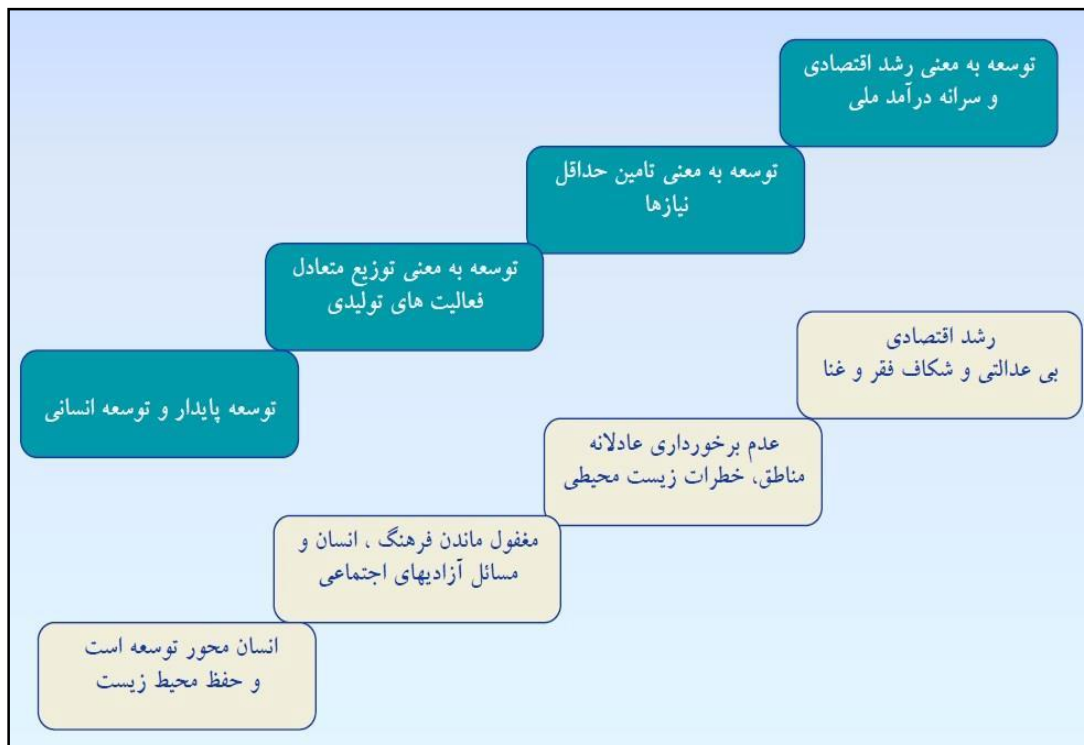 توسعه به معنی رشد اقتصادی
و سرانه درآمد ملی
توسعه به معنی تامین حداقل
نیازها
توسعه به معنی توزیع متعادل
فعالیت های تولیدی
توسعه پایدار و توسعه انسانی
رشد اقتصادی
بی عدالتی و شکاف فقر و غنا
عدم برخورداری عادلانه
مناطق، خطرات زیست محیطی
مغفول ماندن فرهنگ ، انسان و
مسائل آزادیهای اجتماعی
انسان محور توسعه است
و حفظ محیط زیست